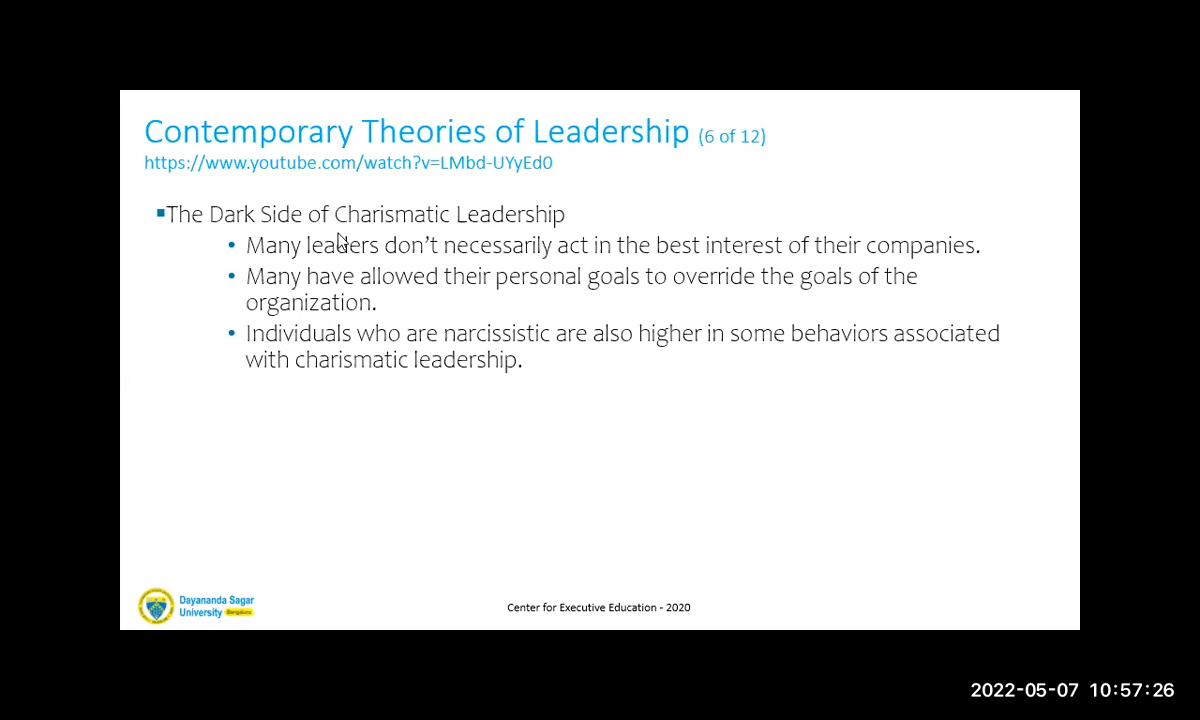 Contemporary Theories of Leadership (6 of 12)
https://www.youtube.com/watch?v=LMbd-UYyEd0
▪The Dark Side of Charismatic Leadership
• Many leaders don’t necessarily act in the best interest of their companies.
• Many have allowed their personal goals to override the goals of the
organization.
• Individuals who are narcissistic are also higher in some behaviors associated
with charismatic leadership.
Dayananda Sagar
University Bengaluru
Center for Executive Education - 2020
2022-05-07 10:57:26